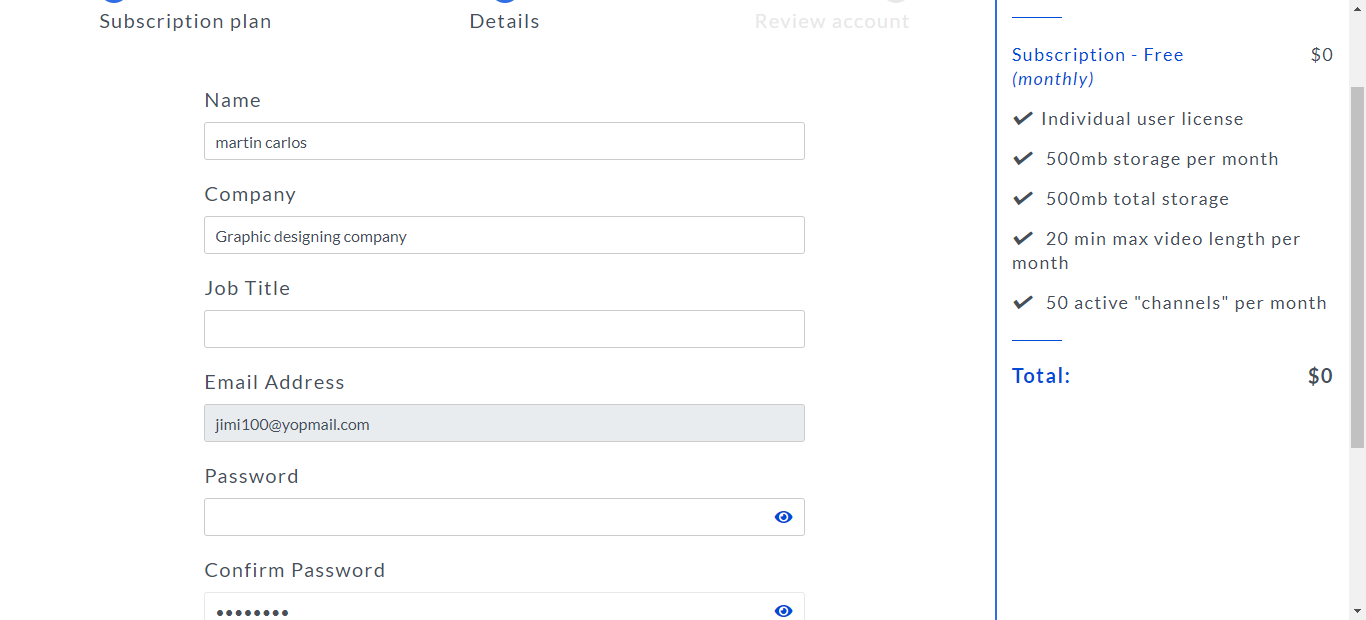 Subscription plan
Details
Review account
Name
martin carlos
Company
Graphic designing company
Job Title
Email Address
jimi100@yopmail.com
Password
Confirm Password
••••••••
Subscription - Free $0
(monthly)
Individual user license
500mb storage per month
500mb total storage
20 min max video length per
month
50 active "channels" per month
Total: $0